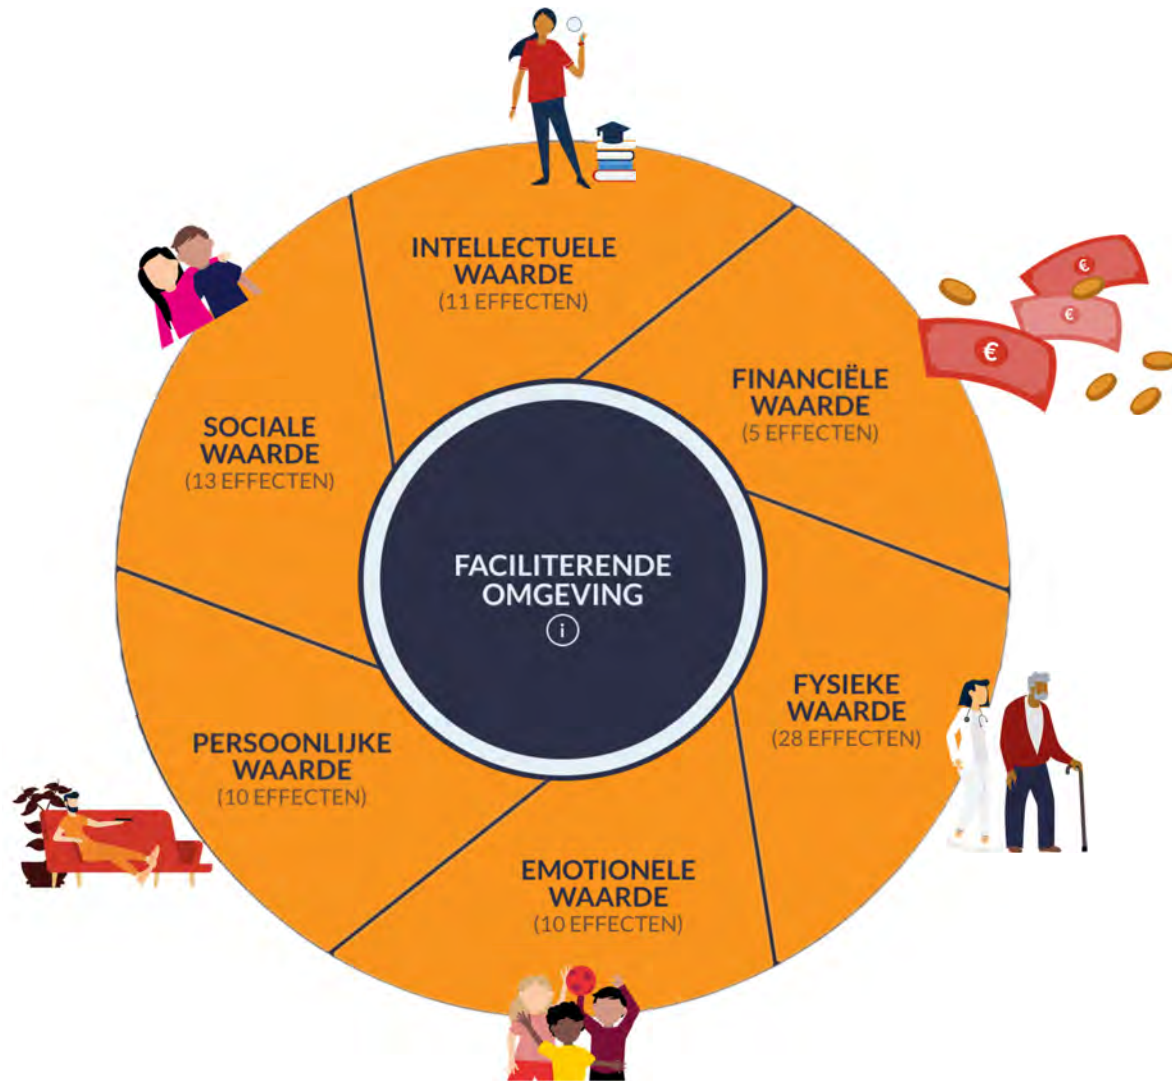 INTELLECTUELE
WAARDE
(11 EFFECTEN)
FINANCIËLE
WAARDE
(5 EFFECTEN)
SOCIALE
WAARDE
(13 EFFECTEN)
FACILITERENDE
OMGEVING
i
FYSIEKE
WAARDE
(28 EFFECTEN)
PERSOONLIJKE
WAARDE
(10 EFFECTEN)
EMOTIONELE
WAARDE
(10 EFFECTEN)
€
€
€